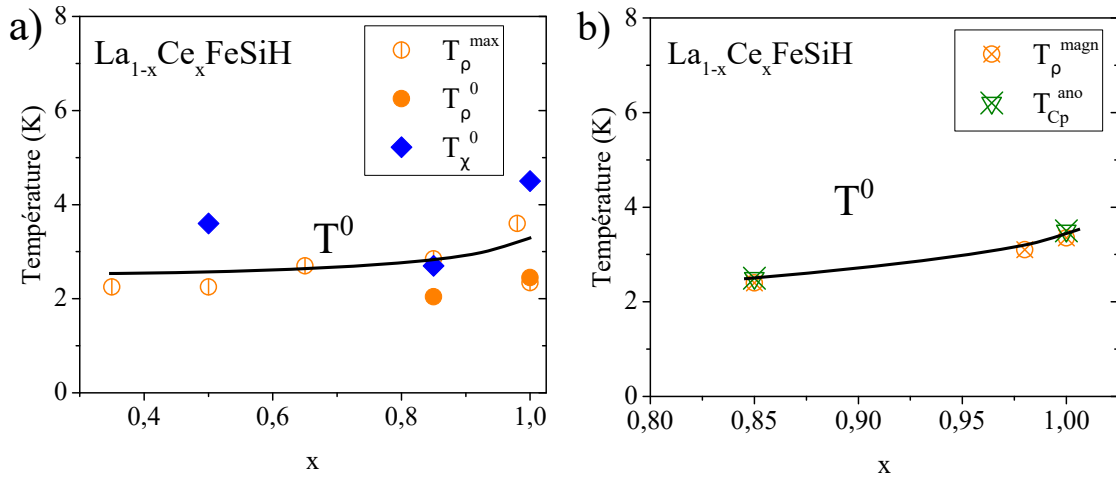 a)
La1-xCexFeSiH
Tρmax
Tρ0
Tχ0
T0
Température (K)
8
6
4
2
0
0,4 0,6 0,8 1,0
x
b)
La1-xCexFeSiH
Tρmagn
TCpano
T0
Température (K)
8
6
4
2
0
0,80 0,85 0,90 0,95 1,00
x